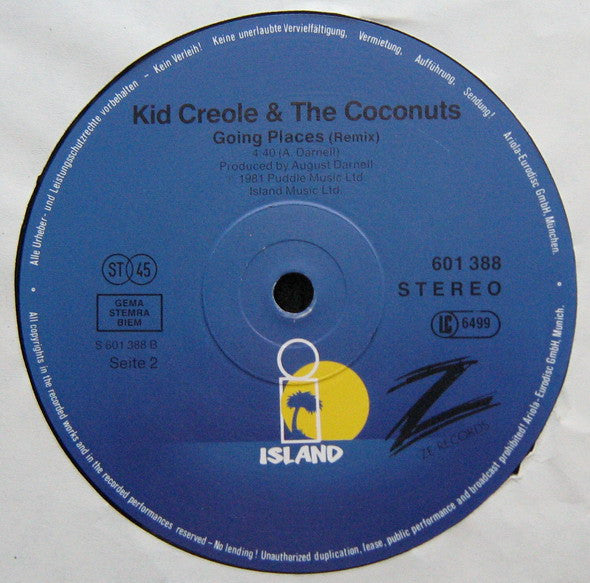 Alle Urheber- und Leistungsschutzrechte vorbehalten – Kein Verleih! Keine unerlaubte Vervielfältigung, Vermietung, Aufführung, Sendung! Ariola-Eurodisc GmbH, München.
Kid Creole & The Coconuts
Going Places (Remix)
4:40 (A. Darnell)
Produced by August Darnell
1981 Puddle Music Ltd.
Island Music Ltd.
ST 45
601 388
STEREO
GEMA
STEMRA
BIEM
LC 6499
S 601 388 B
Seite 2
i
ISLAND
Z
ZE RECORDS
All copyrights in the recorded works and in the recorded performances reserved – No lending! Unauthorized duplication, lease, public performance and broadcast prohibited! Ariola-Eurodisc GmbH, Munich.